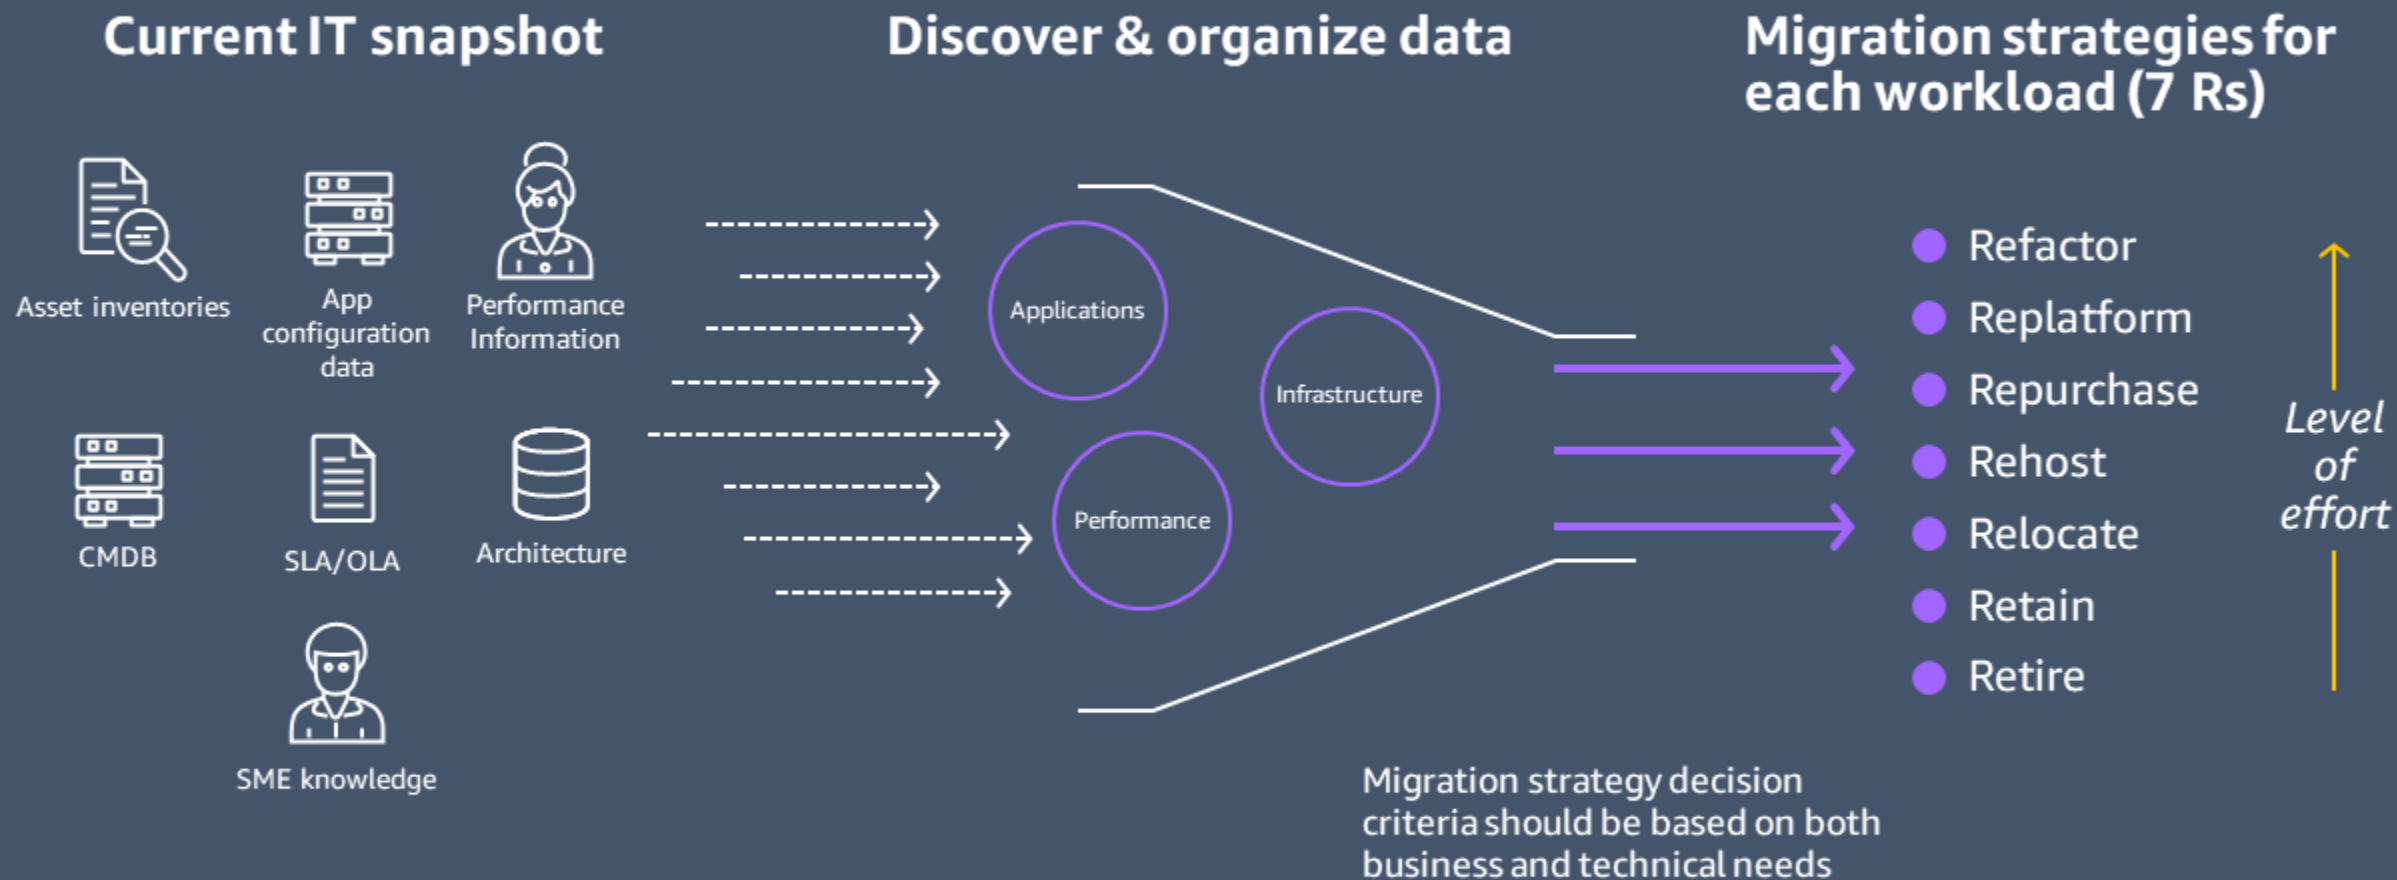 Current IT snapshot
Discover & organize data
Migration strategies for
each workload (7 Rs)
Asset inventories
App
configuration
data
Performance
Information
CMDB
SLA/OLA
Architecture
SME knowledge
Applications
Infrastructure
Performance
Refactor
Replatform
Repurchase
Rehost
Relocate
Retain
Retire
Level
of
effort
Migration strategy decision
criteria should be based on both
business and technical needs